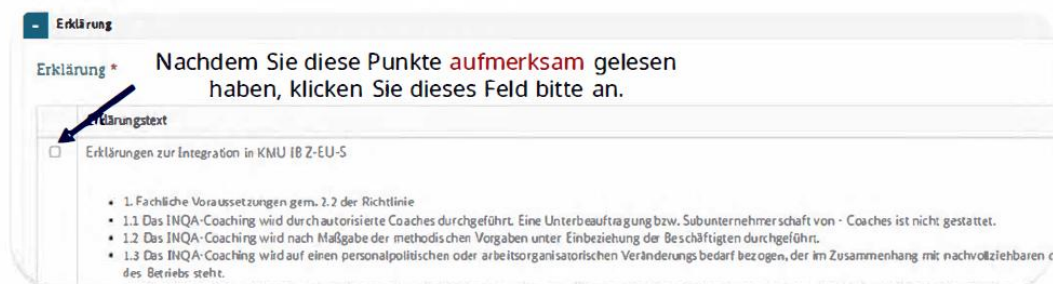 - Erklärung
Erklärung *
Nachdem Sie diese Punkte aufmerksam gelesen
haben, klicken Sie dieses Feld bitte an.
Erklärungstext
Erklärungen zur Integration in KMU IB Z-EU-S
• 1. Fachliche Voraussetzungen gem. 2.2 der Richtlinie
• 1.1 Das INQA-Coaching wird durch autorisierte Coaches durchgeführt. Eine Unterbeauftragung bzw. Subunternehmerschaft von - Coaches ist nicht gestattet.
• 1.2 Das INQA-Coaching wird nach Maßgabe der methodischen Vorgaben unter Einbeziehung der Beschäftigten durchgeführt.
• 1.3 Das INQA-Coaching wird auf einen personalpolitischen oder arbeitsorganisatorischen Veränderungsbedarf bezogen, der im Zusammenhang mit nachvollziehbaren
des Betriebs steht.